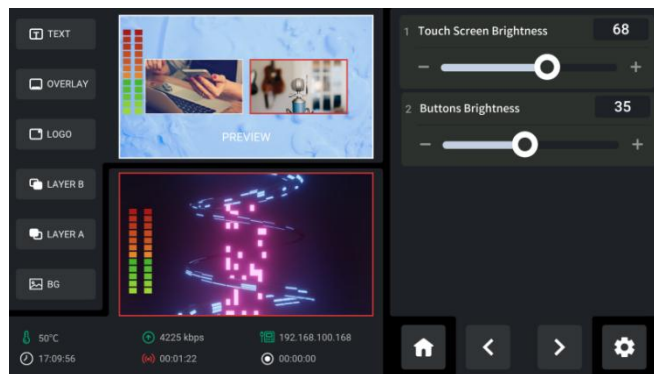 TEXT
OVERLAY
LOGO
LAYER B
LAYER A
BG
PREVIEW
50°C
4225 kbps
192.168.100.168
17:09:56
00:01:22
00:00:00
1 Touch Screen Brightness 68
2 Buttons Brightness 35